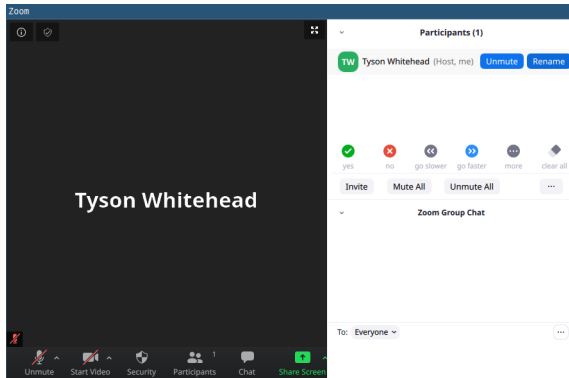 Zoom
Participants (1)
TW Tyson Whitehead (Host, me) Unmute Rename
yes no go slower go faster more clear all
Invite Mute All Unmute All ...
Zoom Group Chat
Tyson Whitehead
To: Everyone ...
1
Unmute Start Video Security Participants Chat Share Screen